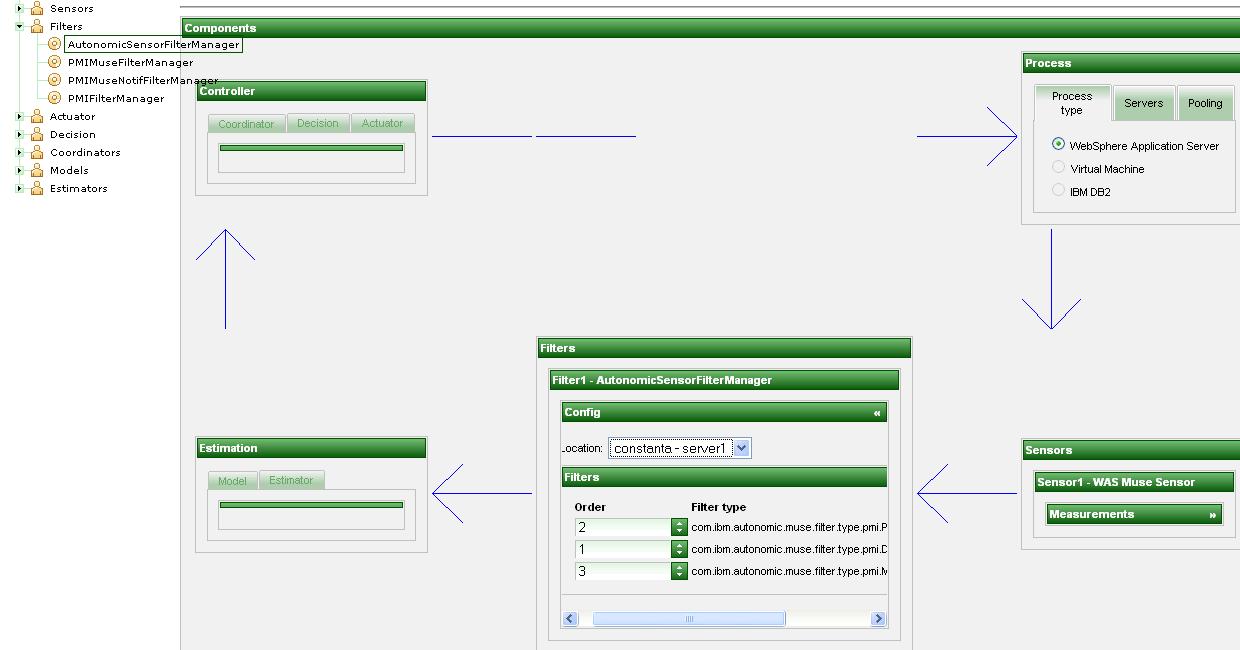 Sensors
Filters
AutonomicSensorFilterManager
PMIMuseFilterManager
PMIMuseNotifFilterManager
PMIFilterManager
Actuator
Decision
Coordinators
Models
Estimators
Components
Controller
Coordinator Decision Actuator
Process
Process type Servers Pooling
WebSphere Application Server
Virtual Machine
IBM DB2
Filters
Filter1 - AutonomicSensorFilterManager
Config «
Location: constanta - server1
Filters
Order Filter type
2 com.ibm.autonomic.muse.filter.type.pmi.P
1 com.ibm.autonomic.muse.filter.type.pmi.D
3 com.ibm.autonomic.muse.filter.type.pmi.M
Estimation
Model Estimator
Sensors
Sensor1 - WAS Muse Sensor
Measurements »